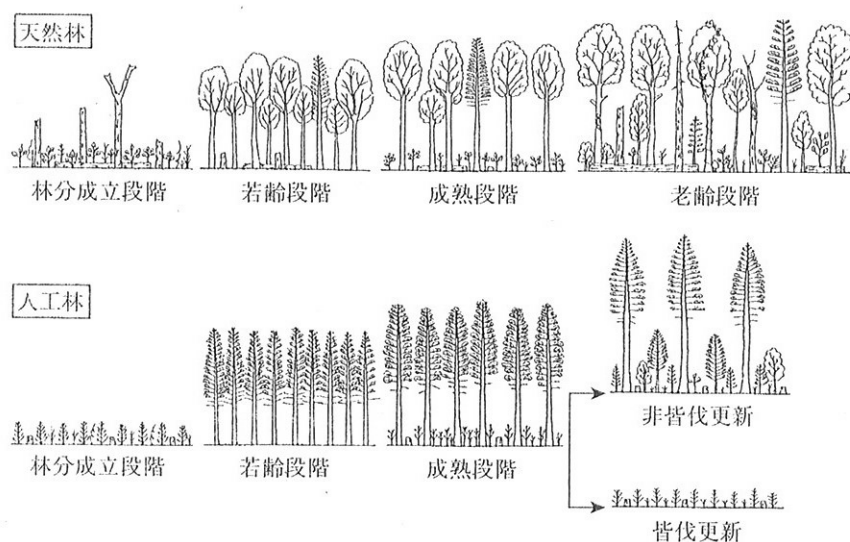 天然林
林分成立段階
若齢段階
成熟段階
老齢段階
人工林
林分成立段階
若齢段階
成熟段階
非皆伐更新
皆伐更新